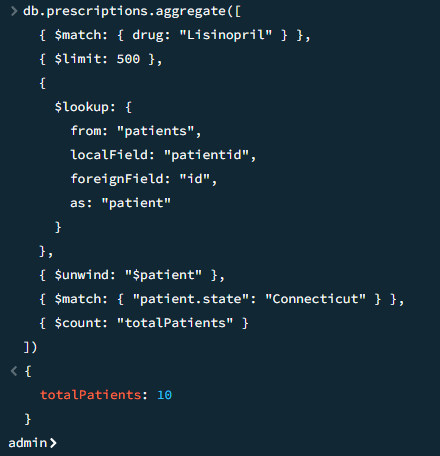 > db.prescriptions.aggregate([
    { $match: { drug: "Lisinopril" } },
    { $limit: 500 },
    {
      $lookup: {
        from: "patients",
        localField: "patientid",
        foreignField: "id",
        as: "patient"
      }
    },
    { $unwind: "$patient" },
    { $match: { "patient.state": "Connecticut" } },
    { $count: "totalPatients" }
  ])
< {
    totalPatients: 10
  }
admin>